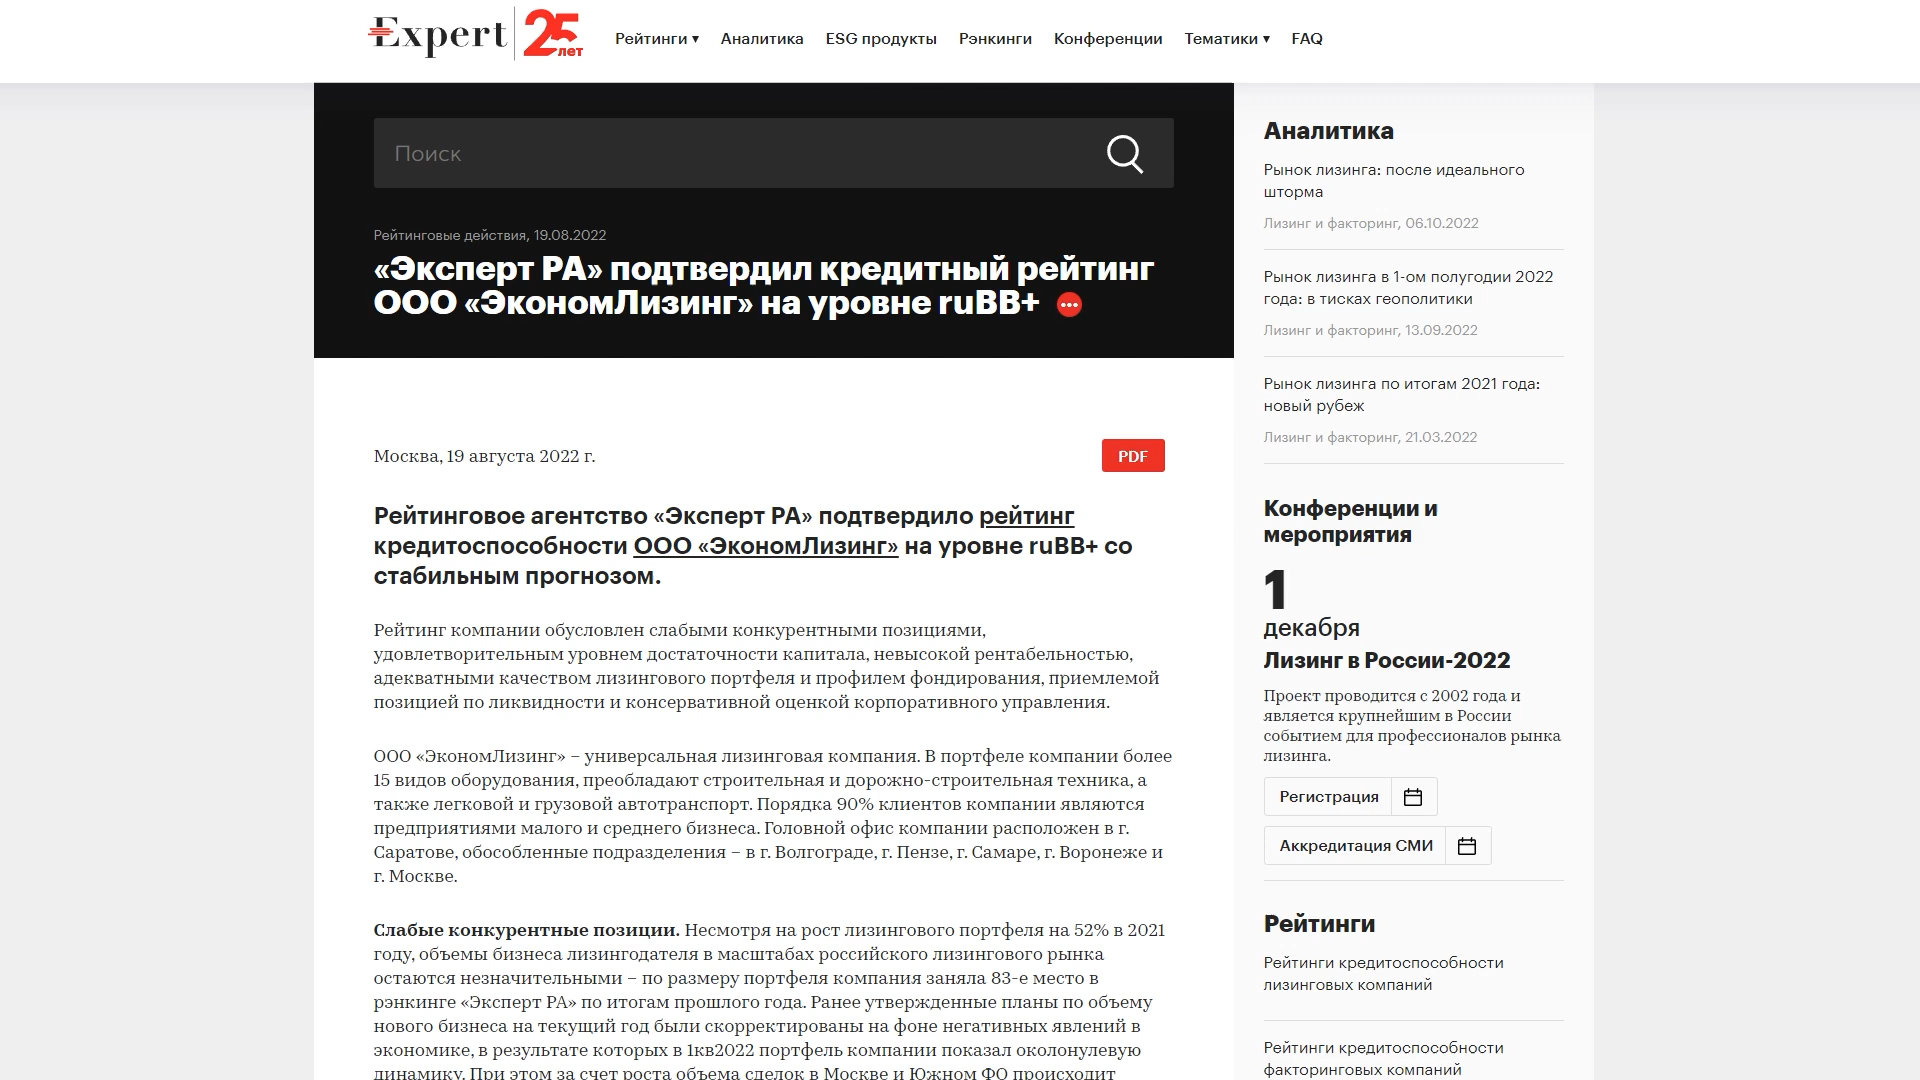 Expert 25 лет
Рейтинги ▾ Аналитика ESG продукты Рэнкинги Конференции Тематики ▾ FAQ
Поиск
Рейтинговые действия, 19.08.2022
«Эксперт РА» подтвердил кредитный рейтинг
ООО «ЭкономЛизинг» на уровне ruBB+
Москва, 19 августа 2022 г.
PDF
Рейтинговое агентство «Эксперт РА» подтвердило рейтинг
кредитоспособности ООО «ЭкономЛизинг» на уровне ruBB+ со
стабильным прогнозом.
Рейтинг компании обусловлен слабыми конкурентными позициями,
удовлетворительным уровнем достаточности капитала, невысокой рентабельностью,
адекватными качеством лизингового портфеля и профилем фондирования, приемлемой
позицией по ликвидности и консервативной оценкой корпоративного управления.
ООО «ЭкономЛизинг» – универсальная лизинговая компания. В портфеле компании более
15 видов оборудования, преобладают строительная и дорожно-строительная техника, а
также легковой и грузовой автотранспорт. Порядка 90% клиентов компании являются
предприятиями малого и среднего бизнеса. Головной офис компании расположен в г.
Саратове, обособленные подразделения – в г. Волгограде, г. Пензе, г. Самаре, г. Воронеже и
г. Москве.
Слабые конкурентные позиции. Несмотря на рост лизингового портфеля на 52% в 2021
году, объемы бизнеса лизингодателя в масштабах российского лизингового рынка
остаются незначительными – по размеру портфеля компания заняла 83-е место в
рэнкинге «Эксперт РА» по итогам прошлого года. Ранее утвержденные планы по объему
нового бизнеса на текущий год были скорректированы на фоне негативных явлений в
экономике, в результате которых в 1кв2022 портфель компании показал околонулевую
динамику. При этом за счет роста объема сделок в Москве и Южном ФО происходит
Аналитика
Рынок лизинга: после идеального
шторма
Лизинг и факторинг, 06.10.2022
Рынок лизинга в 1-ом полугодии 2022
года: в тисках геополитики
Лизинг и факторинг, 13.09.2022
Рынок лизинга по итогам 2021 года:
новый рубеж
Лизинг и факторинг, 21.03.2022
Конференции и
мероприятия
1
декабря
Лизинг в России-2022
Проект проводится с 2002 года и
является крупнейшим в России
событием для профессионалов рынка
лизинга.
Регистрация
Аккредитация СМИ
Рейтинги
Рейтинги кредитоспособности
лизинговых компаний
Рейтинги кредитоспособности
факторинговых компаний